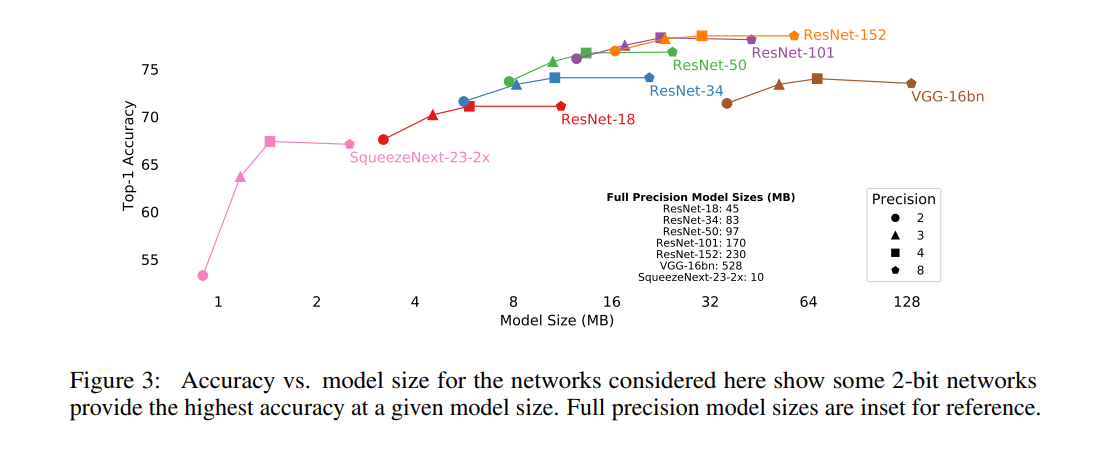 ResNet-152
ResNet-101
ResNet-50
ResNet-34
ResNet-18
VGG-16bn
SqueezeNext-23-2x
75
70
65
60
55
Top-1 Accuracy
Full Precision Model Sizes (MB)
ResNet-18: 45
ResNet-34: 83
ResNet-50: 97
ResNet-101: 170
ResNet-152: 230
VGG-16bn: 528
SqueezeNext-23-2x: 10
Precision
2
3
4
8
1 2 4 8 16 32 64 128
Model Size (MB)
Figure 3: Accuracy vs. model size for the networks considered here show some 2-bit networks
provide the highest accuracy at a given model size. Full precision model sizes are inset for reference.